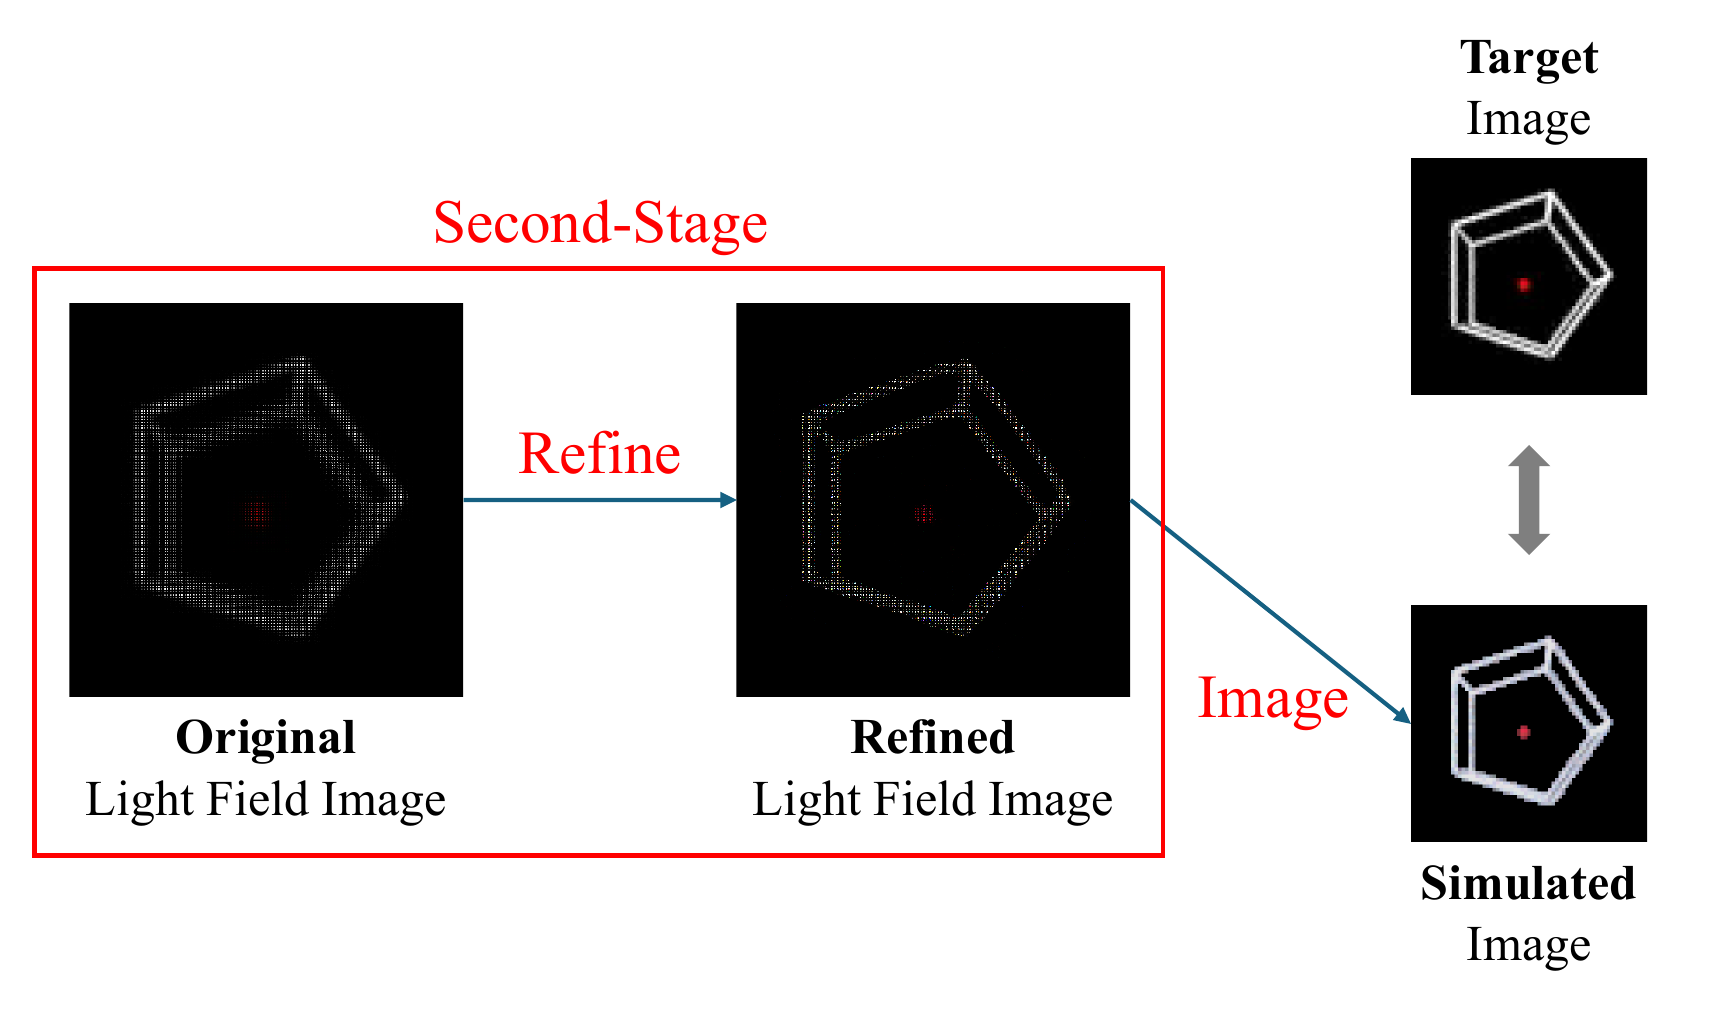 Target
Image
Second-Stage
Refine
Original
Light Field Image
Refined
Light Field Image
Image
Simulated
Image